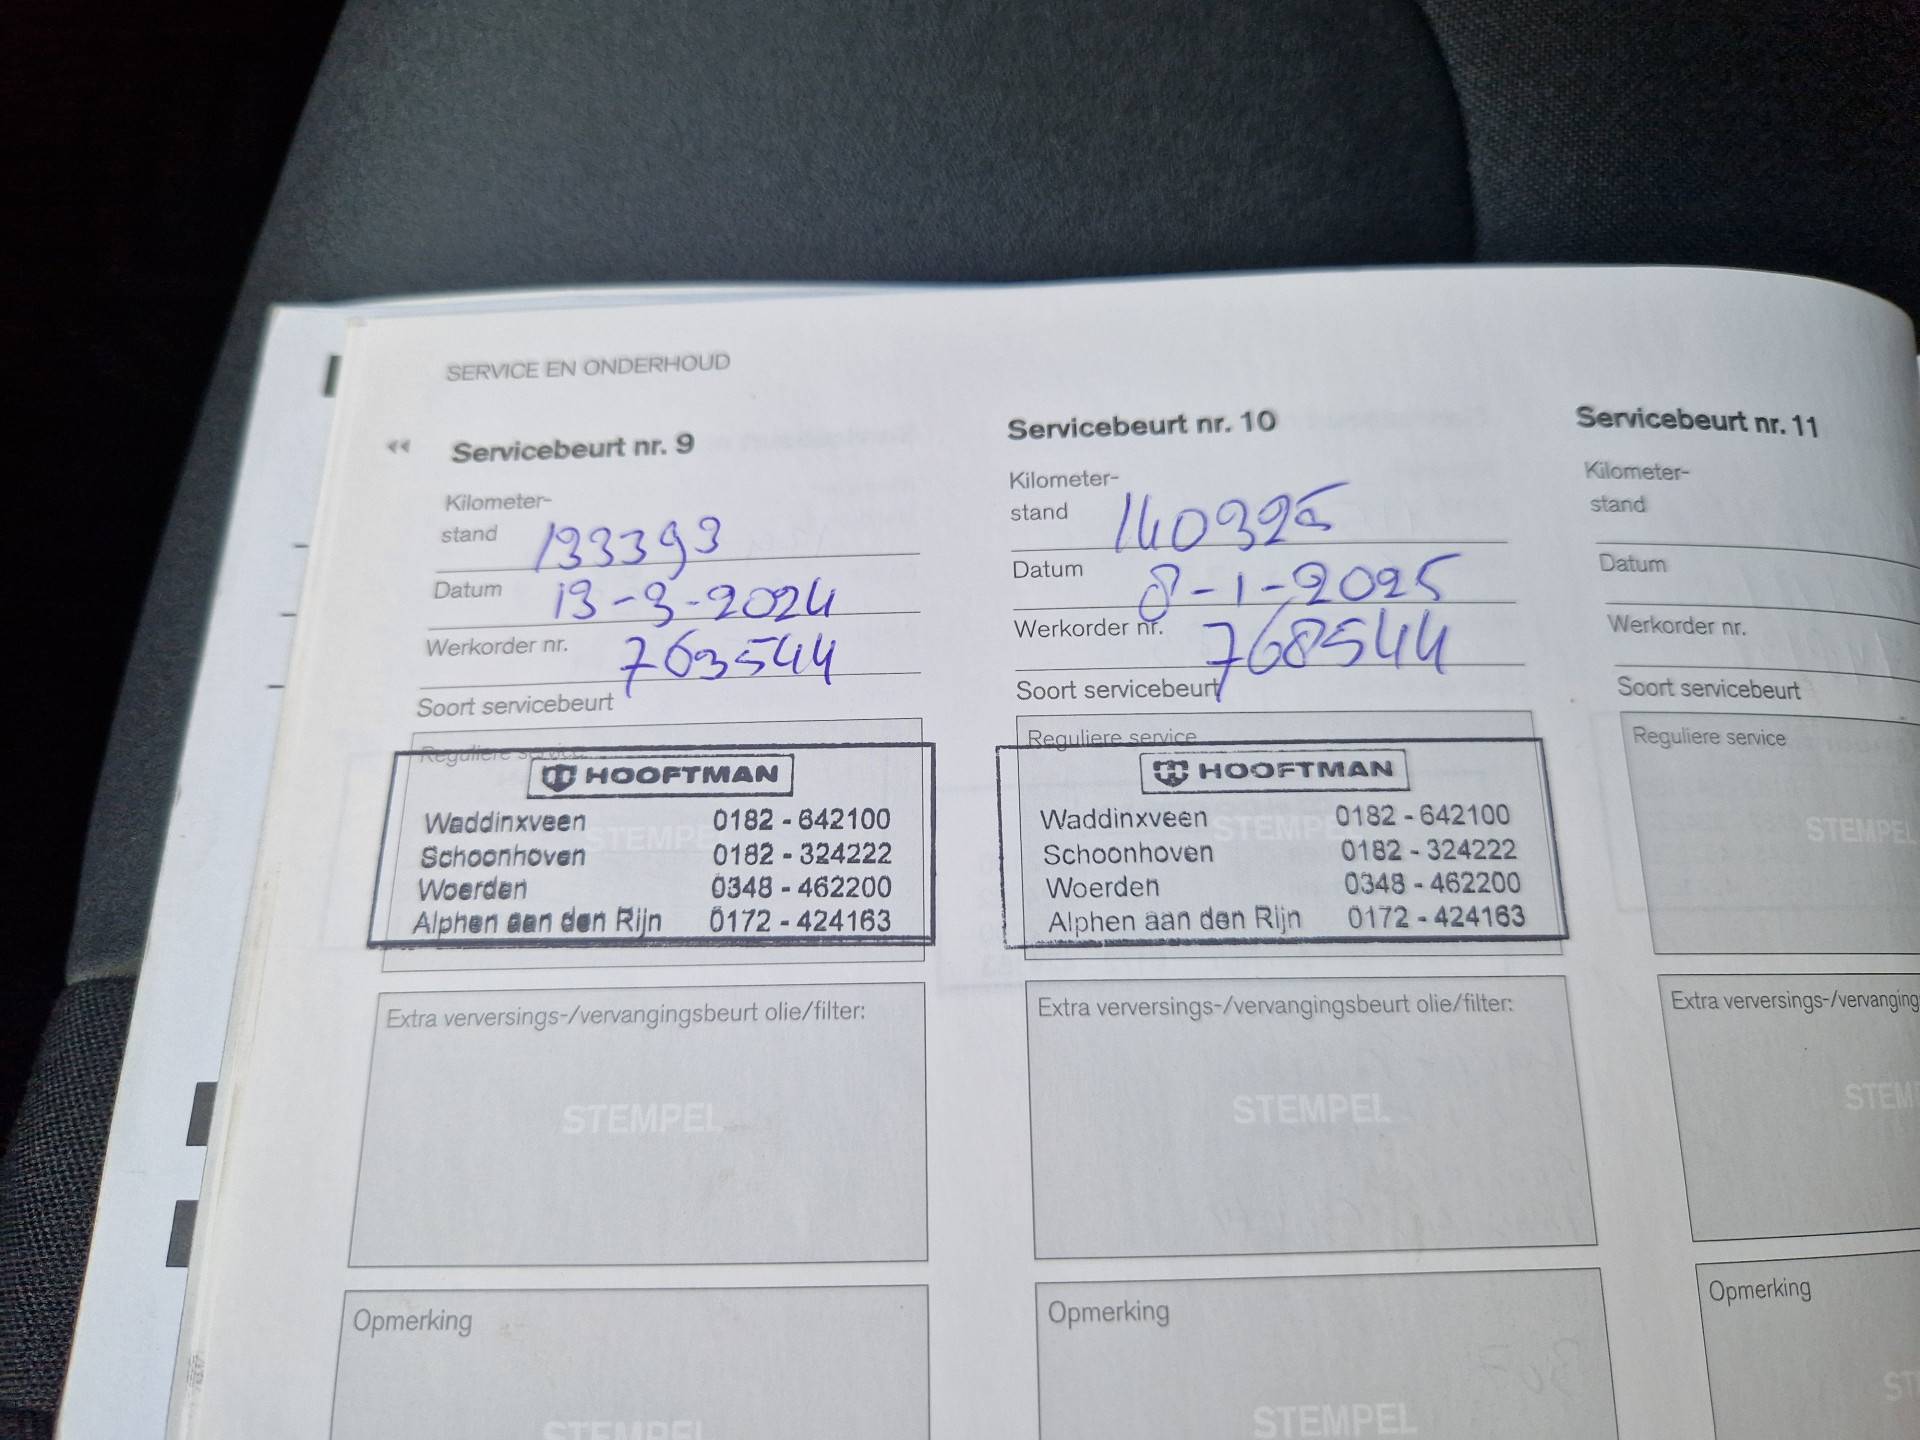 SERVICE EN ONDERHOUD
Servicebeurt nr. 9
Kilometer-
stand 133393
Datum 13-3-2024
Werkorder nr. 763544
Soort servicebeurt
Reguliere service
HOOFTMAN
STEMPEL
Waddinxveen 0182 - 642100
Schoonhoven 0182 - 324222
Woerden 0348 - 462200
Alphen aan den Rijn 0172 - 424163
Extra verversings-/vervangingsbeurt olie/filter:
STEMPEL
Opmerking
STEMPEL
Servicebeurt nr. 10
Kilometer-
stand 140325
Datum 8-1-2025
Werkorder nr. 768544
Soort servicebeurt
Reguliere service
HOOFTMAN
STEMPEL
Waddinxveen 0182 - 642100
Schoonhoven 0182 - 324222
Woerden 0348 - 462200
Alphen aan den Rijn 0172 - 424163
Extra verversings-/vervangingsbeurt olie/filter:
STEMPEL
Opmerking
STEMPEL
Servicebeurt nr. 11
Kilometer-
stand
Datum
Werkorder nr.
Soort servicebeurt
Reguliere service
STEMPEL
Extra verversings-/vervanging
STEM
Opmerking
ST